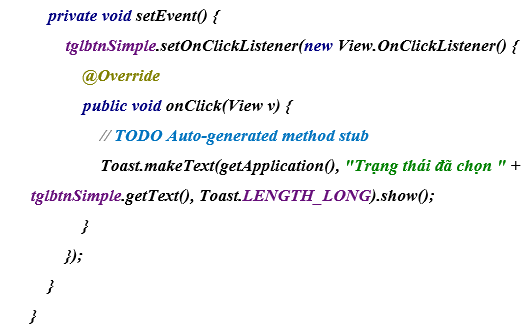 private void setEvent() {
tglbtnSimple.setOnClickListener(new View.OnClickListener() {
@Override
public void onClick(View v) {
// TODO Auto-generated method stub
Toast.makeText(getApplication(), "Trạng thái đã chọn " +
tglbtnSimple.getText(), Toast.LENGTH_LONG).show();
}
});
}
}